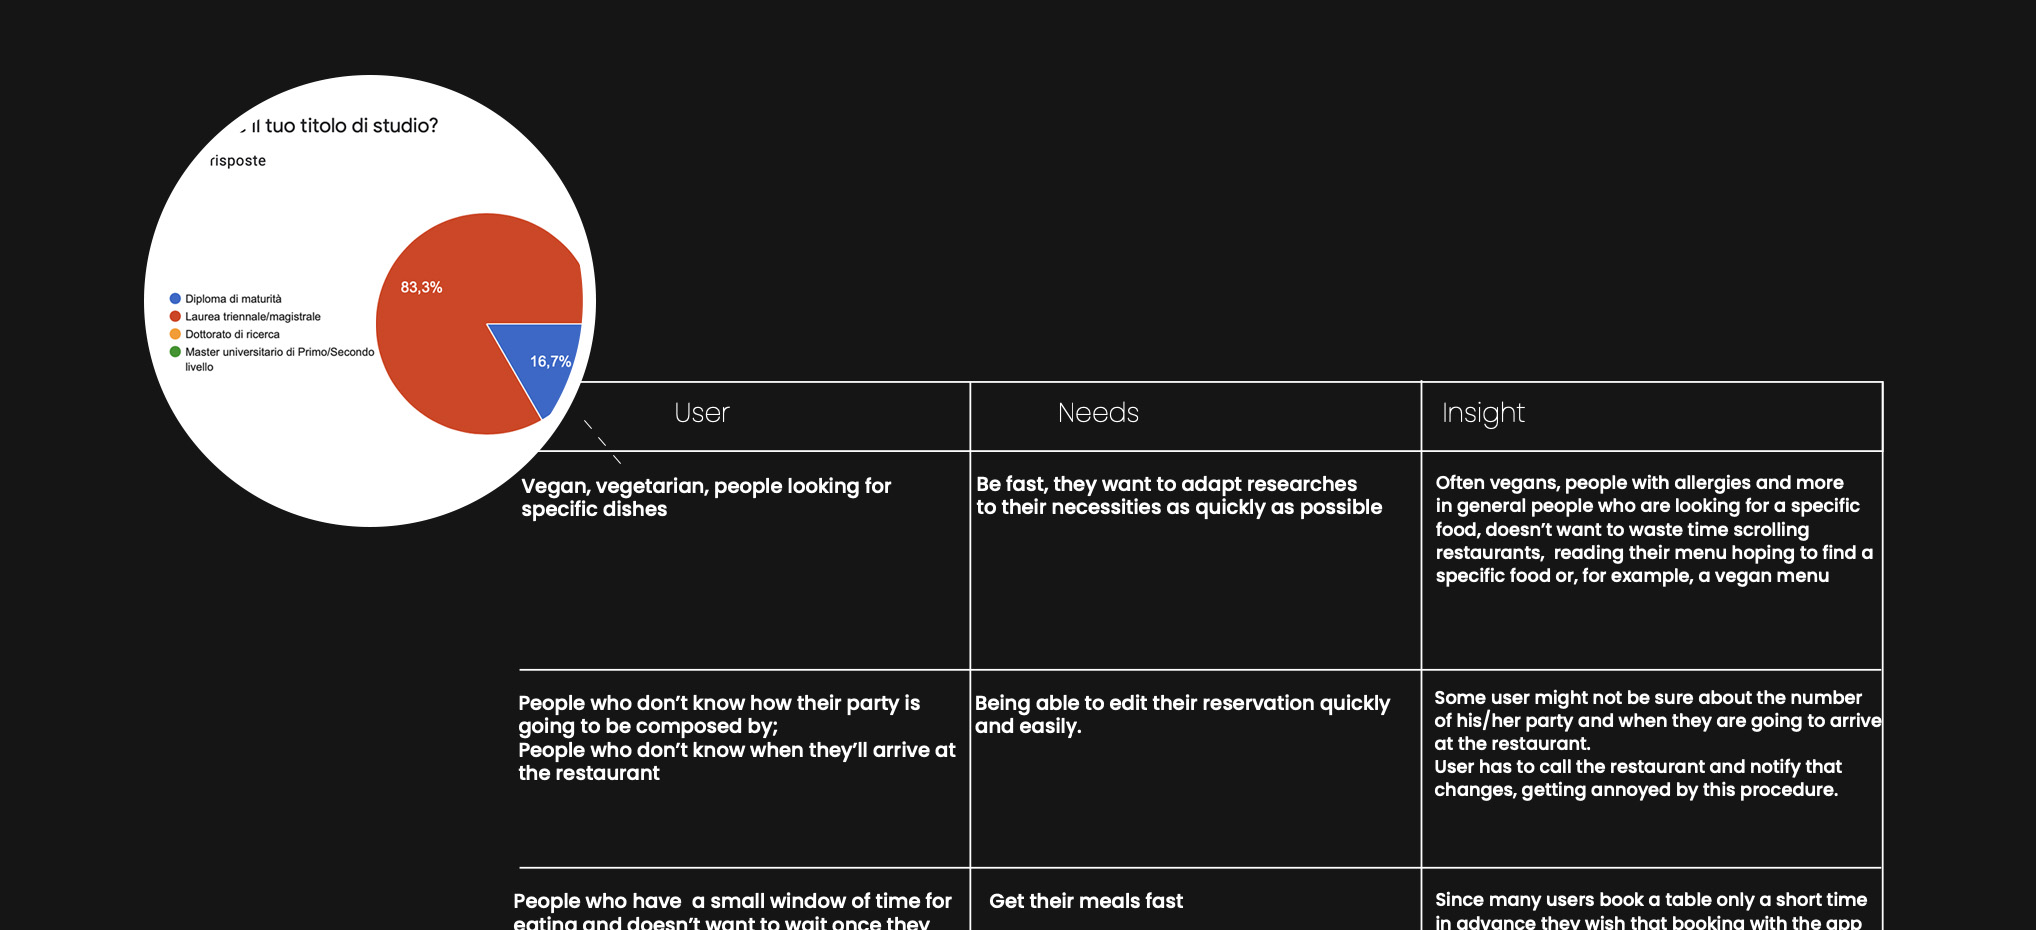 il tuo titolo di studio?
risposte
83,3%
16,7%
Diploma di maturità
Laurea triennale/magistrale
Dottorato di ricerca
Master universitario di Primo/Secondo
livello
User
Needs
Insight
Vegan, vegetarian, people looking for
specific dishes
Be fast, they want to adapt researches
to their necessities as quickly as possible
Often vegans, people with allergies and more
in general people who are looking for a specific
food, doesn’t want to waste time scrolling
restaurants,  reading their menu hoping to find a
specific food or, for example, a vegan menu
People who don’t know how their party is
going to be composed by;
People who don’t know when they’ll arrive at
the restaurant
Being able to edit their reservation quickly
and easily.
Some user might not be sure about the number
of his/her party and when they are going to arrive
at the restaurant.
User has to call the restaurant and notify that
changes, getting annoyed by this procedure.
People who have  a small window of time for
eating and doesn’t want to wait once they
Get their meals fast
Since many users book a table only a short time
in advance they wish that booking with the app